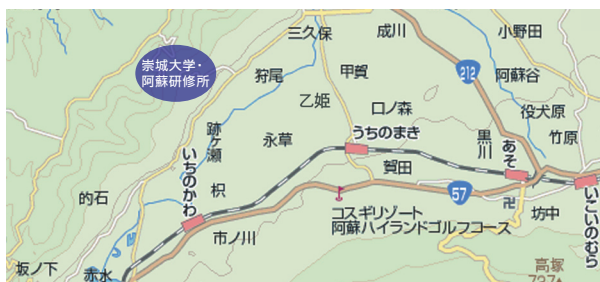 崇城大学・
阿蘇研修所
三久保
成川
小野田
狩尾
甲賀
212
阿蘇谷
乙姫
口ノ森
役犬原
跡ヶ瀬
永草
うちのまき
黒川
あそ
竹原
いちのかわ
枳
賀田
57
卍
的石
コスギリゾート
阿蘇ハイランドゴルフコース
坊中
いこいのむら
市ノ川
坂ノ下
赤水
高塚